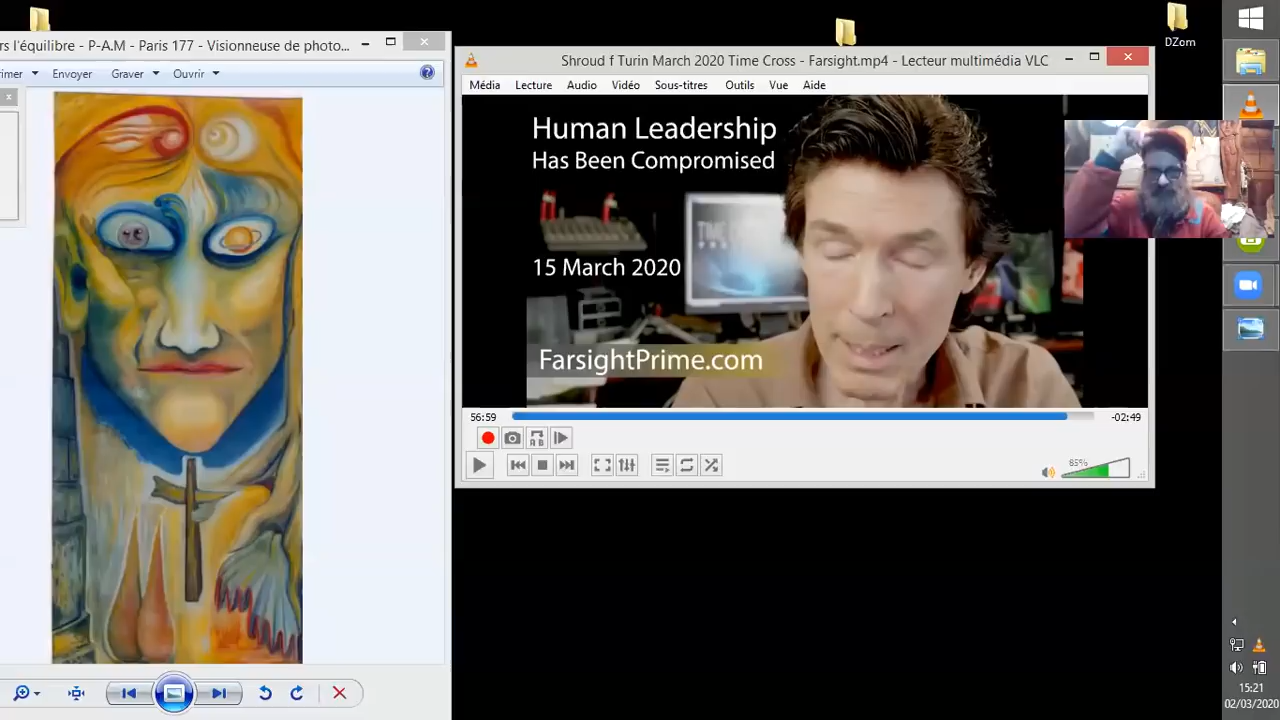 DZom
rs l'équilibre - P-A-M - Paris 177 - Visionneuse de photo...
imer Envoyer Graver Ouvrir
Shroud f Turin March 2020 Time Cross - Farsight.mp4 - Lecteur multimédia VLC
Média Lecture Audio Vidéo Sous-titres Outils Vue Aide
Human Leadership
Has Been Compromised
15 March 2020
FarsightPrime.com
56:59
-02:49
85%
15:21
02/03/2020